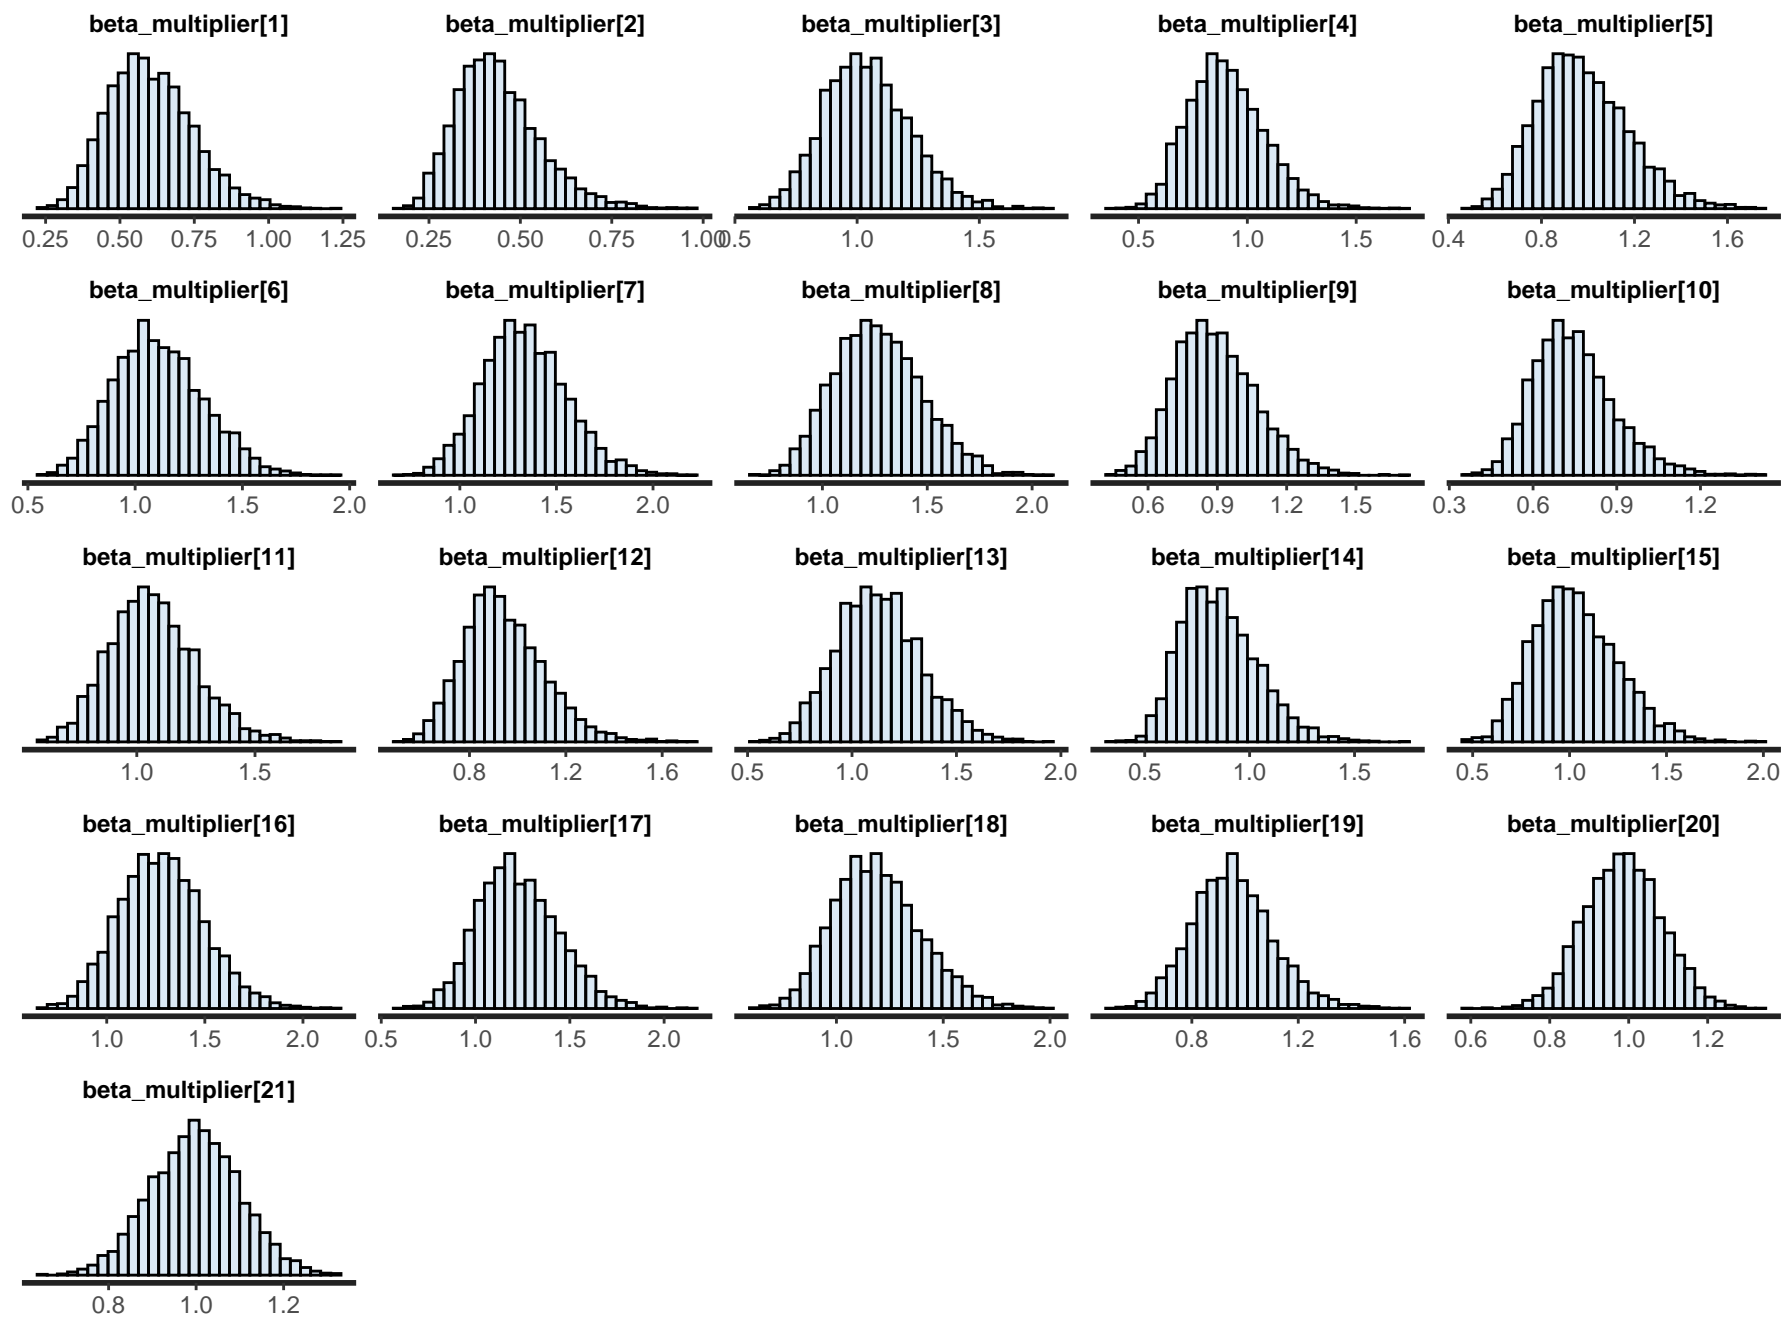 beta_multiplier[1] beta_multiplier[2] beta_multiplier[3] beta_multiplier[4] beta_multiplier[5]
0.25 0.50 0.75 1.00 1.25 0.25 0.50 0.75 1.00 0.5 1.0 1.5 0.5 1.0 1.5 0.4 0.8 1.2 1.6
beta_multiplier[6] beta_multiplier[7] beta_multiplier[8] beta_multiplier[9] beta_multiplier[10]
0.5 1.0 1.5 2.0 1.0 1.5 2.0 1.0 1.5 2.0 0.6 0.9 1.2 1.5 0.3 0.6 0.9 1.2
beta_multiplier[11] beta_multiplier[12] beta_multiplier[13] beta_multiplier[14] beta_multiplier[15]
1.0 1.5 0.8 1.2 1.6 0.5 1.0 1.5 2.0 0.5 1.0 1.5 0.5 1.0 1.5 2.0
beta_multiplier[16] beta_multiplier[17] beta_multiplier[18] beta_multiplier[19] beta_multiplier[20]
1.0 1.5 2.0 0.5 1.0 1.5 2.0 1.0 1.5 2.0 0.8 1.2 1.6 0.6 0.8 1.0 1.2
beta_multiplier[21]
0.8 1.0 1.2